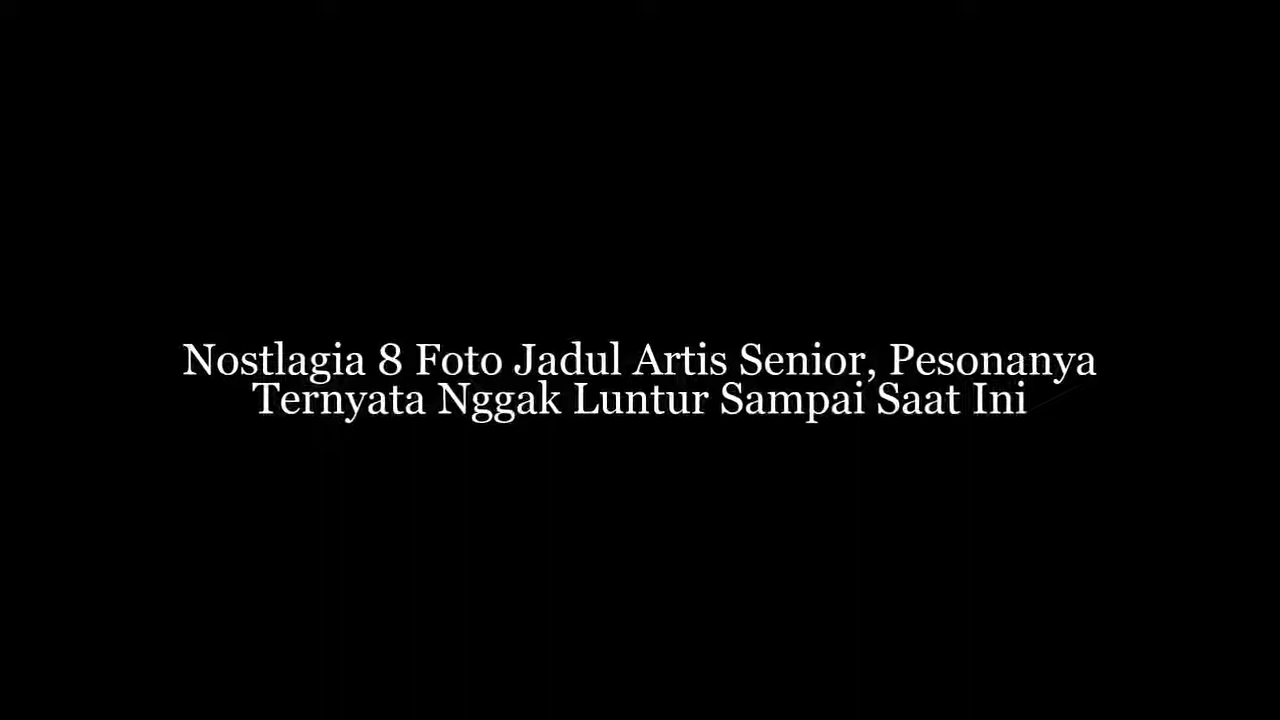 Nostlagia 8 Foto Jadul Artis Senior, Pesonanya
Ternyata Nggak Luntur Sampai Saat Ini